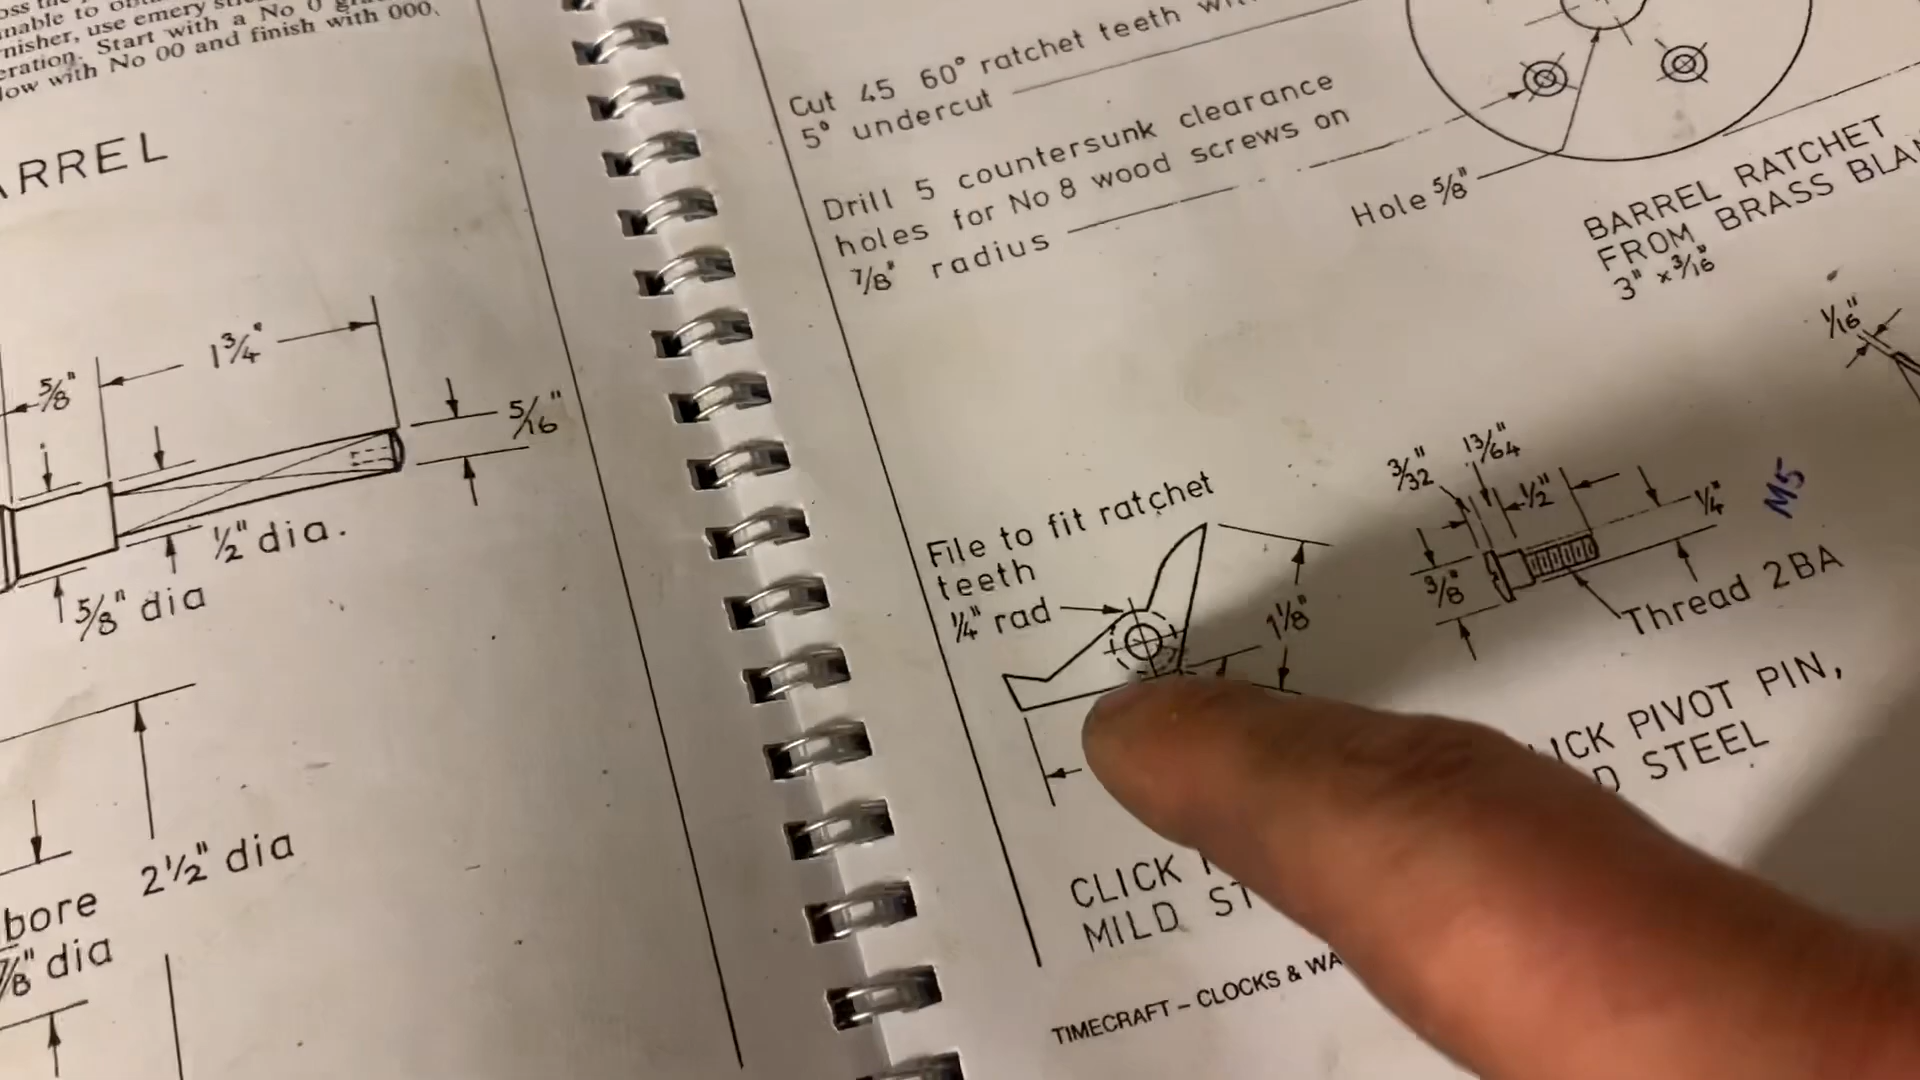 nable to
nisher, use emery
eration. Start with a No 0
low with No 00 and finish with 000.
ARREL
5/8"
1 3/4"
5/16"
1/2" dia.
5/8" dia
2 1/2" dia
bore
7/8" dia
Cut 45 60° ratchet teeth
5° undercut
Drill 5 countersunk clearance
holes for No 8 wood screws on
7/8" radius
Hole 5/8"
BARREL RATCHET
FROM BRASS
3" x 3/16"
1/16"
File to fit ratchet
teeth
1/4" rad
1 1/8"
3/32"
13/64"
1/2"
1/4"
M5
3/8"
Thread 2BA
LICK PIVOT PIN,
D STEEL
CLICK
MILD ST
TIMECRAFT – CLOCKS & WA